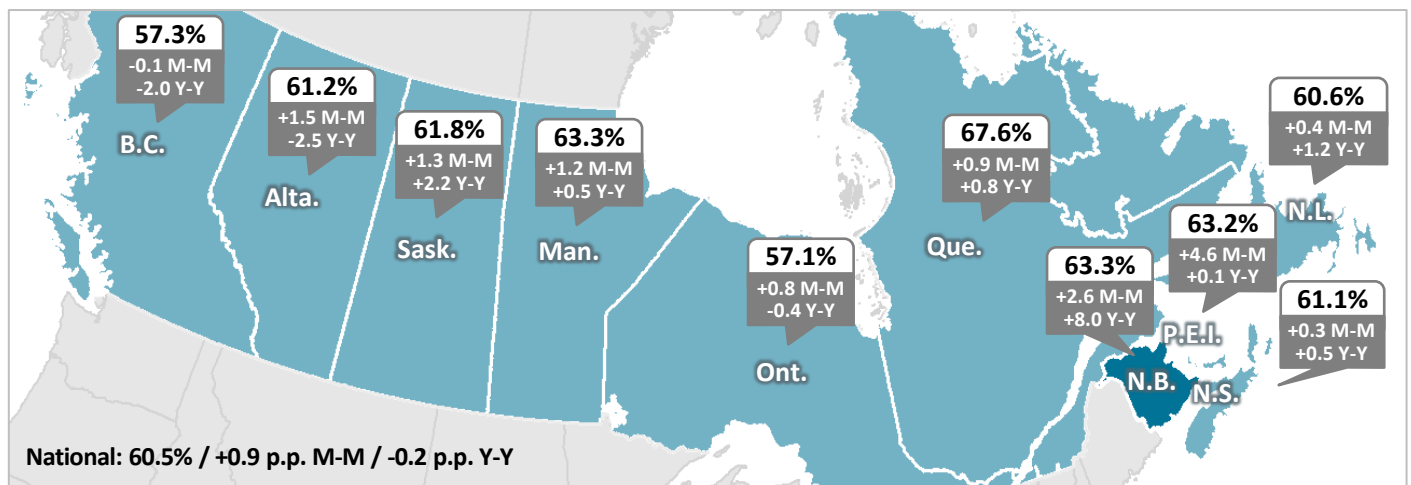 57.3%
-0.1 M-M
-2.0 Y-Y
B.C.
61.2%
+1.5 M-M
-2.5 Y-Y
Alta.
61.8%
+1.3 M-M
+2.2 Y-Y
Sask.
63.3%
+1.2 M-M
+0.5 Y-Y
Man.
57.1%
+0.8 M-M
-0.4 Y-Y
Ont.
67.6%
+0.9 M-M
+0.8 Y-Y
Que.
60.6%
+0.4 M-M
+1.2 Y-Y
N.L.
63.2%
+4.6 M-M
+0.1 Y-Y
P.E.I.
63.3%
+2.6 M-M
+8.0 Y-Y
N.B.
61.1%
+0.3 M-M
+0.5 Y-Y
N.S.
National: 60.5% / +0.9 p.p. M-M / -0.2 p.p. Y-Y